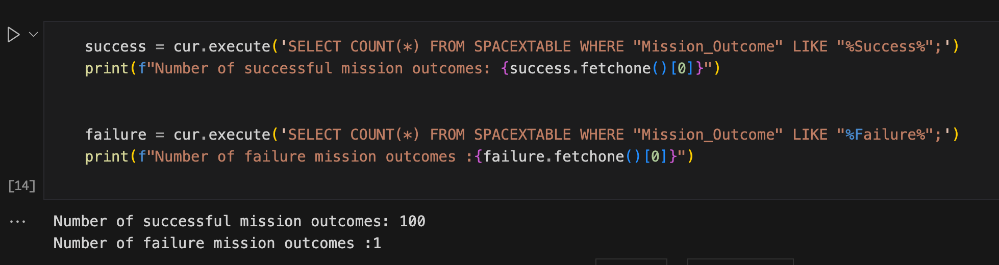 success = cur.execute('SELECT COUNT(*) FROM SPACEXTABLE WHERE "Mission_Outcome" LIKE "%Success%";')
print(f"Number of successful mission outcomes: {success.fetchone()[0]}")
failure = cur.execute('SELECT COUNT(*) FROM SPACEXTABLE WHERE "Mission_Outcome" LIKE "%Failure%";')
print(f"Number of failure mission outcomes :{failure.fetchone()[0]}")
[14]
... Number of successful mission outcomes: 100
Number of failure mission outcomes :1